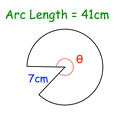 Arc Length = 41cm
θ
7cm